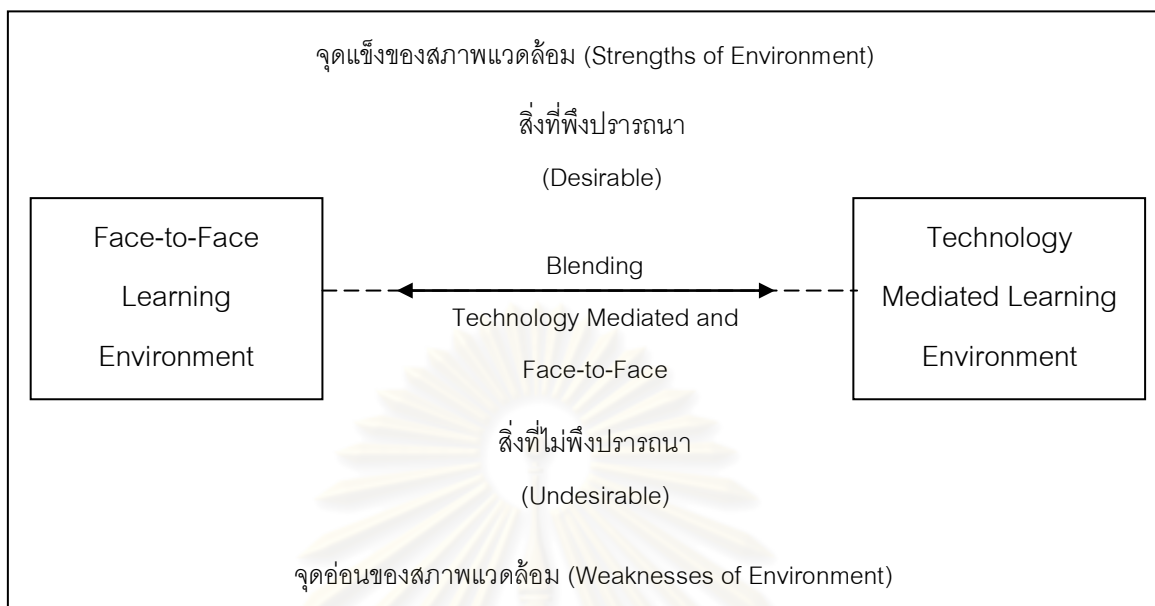 จุดแข็งของสภาพแวดล้อม (Strengths of Environment)
สิ่งที่พึงปรารถนา
(Desirable)
Face-to-Face
Learning
Environment
Blending
Technology Mediated and
Face-to-Face
Technology
Mediated Learning
Environment
สิ่งที่ไม่พึงปรารถนา
(Undesirable)
จุดอ่อนของสภาพแวดล้อม (Weaknesses of Environment)